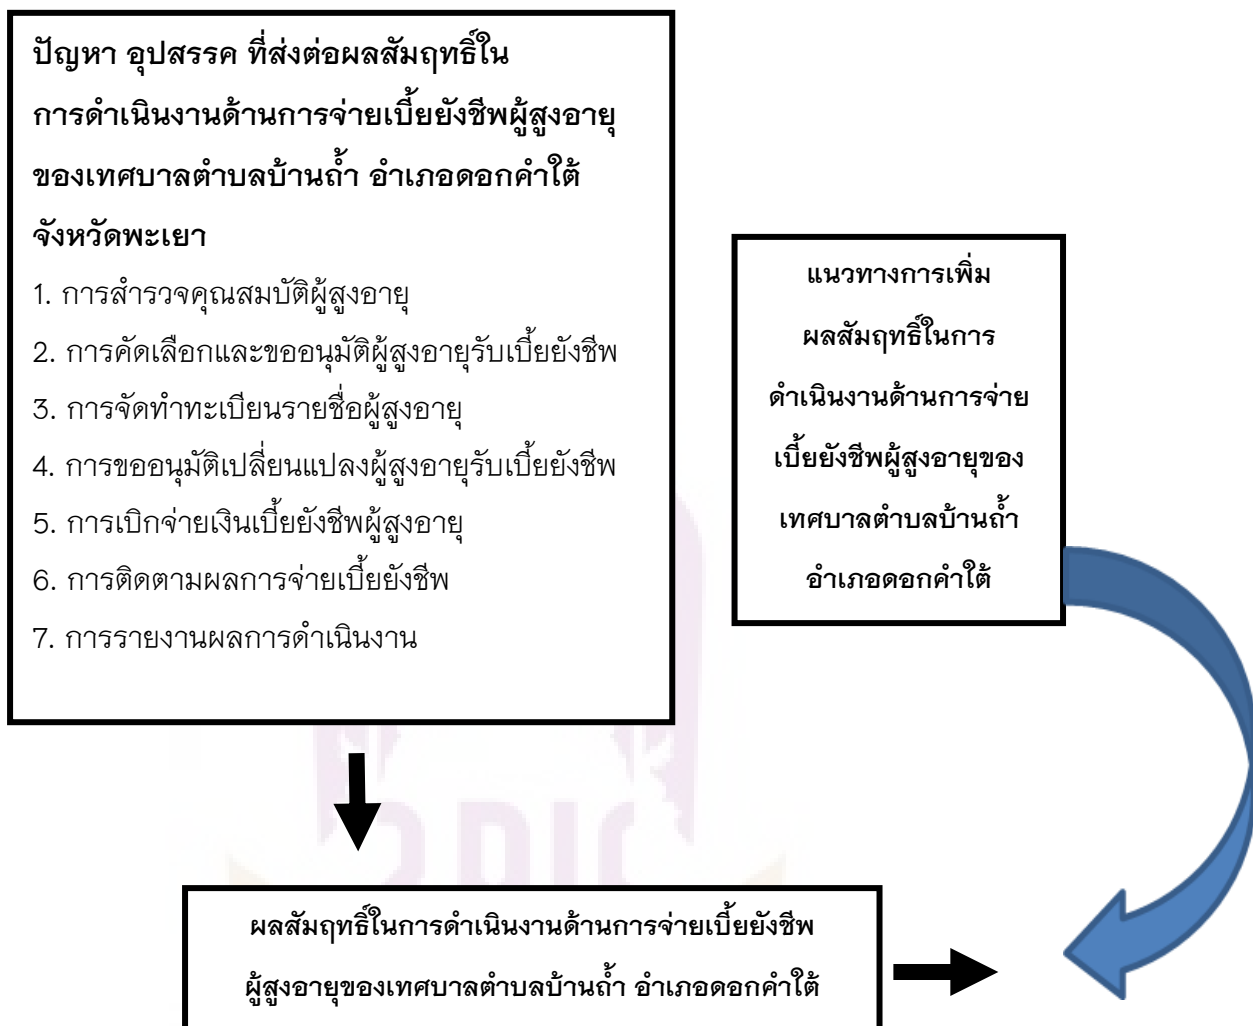 ปัญหา อุปสรรค ที่ส่งต่อผลสัมฤทธิ์ใน
การดำเนินงานด้านการจ่ายเบี้ยยังชีพผู้สูงอายุ
ของเทศบาลตำบลบ้านถ้ำ อำเภอดอกคำใต้
จังหวัดพะเยา
1. การสำรวจคุณสมบัติผู้สูงอายุ
2. การคัดเลือกและขออนุมัติผู้สูงอายุรับเบี้ยยังชีพ
3. การจัดทำทะเบียนรายชื่อผู้สูงอายุ
4. การขออนุมัติเปลี่ยนแปลงผู้สูงอายุรับเบี้ยยังชีพ
5. การเบิกจ่ายเงินเบี้ยยังชีพผู้สูงอายุ
6. การติดตามผลการจ่ายเบี้ยยังชีพ
7. การรายงานผลการดำเนินงาน
แนวทางการเพิ่ม
ผลสัมฤทธิ์ในการ
ดำเนินงานด้านการจ่าย
เบี้ยยังชีพผู้สูงอายุของ
เทศบาลตำบลบ้านถ้ำ
อำเภอดอกคำใต้
ผลสัมฤทธิ์ในการดำเนินงานด้านการจ่ายเบี้ยยังชีพ
ผู้สูงอายุของเทศบาลตำบลบ้านถ้ำ อำเภอดอกคำใต้